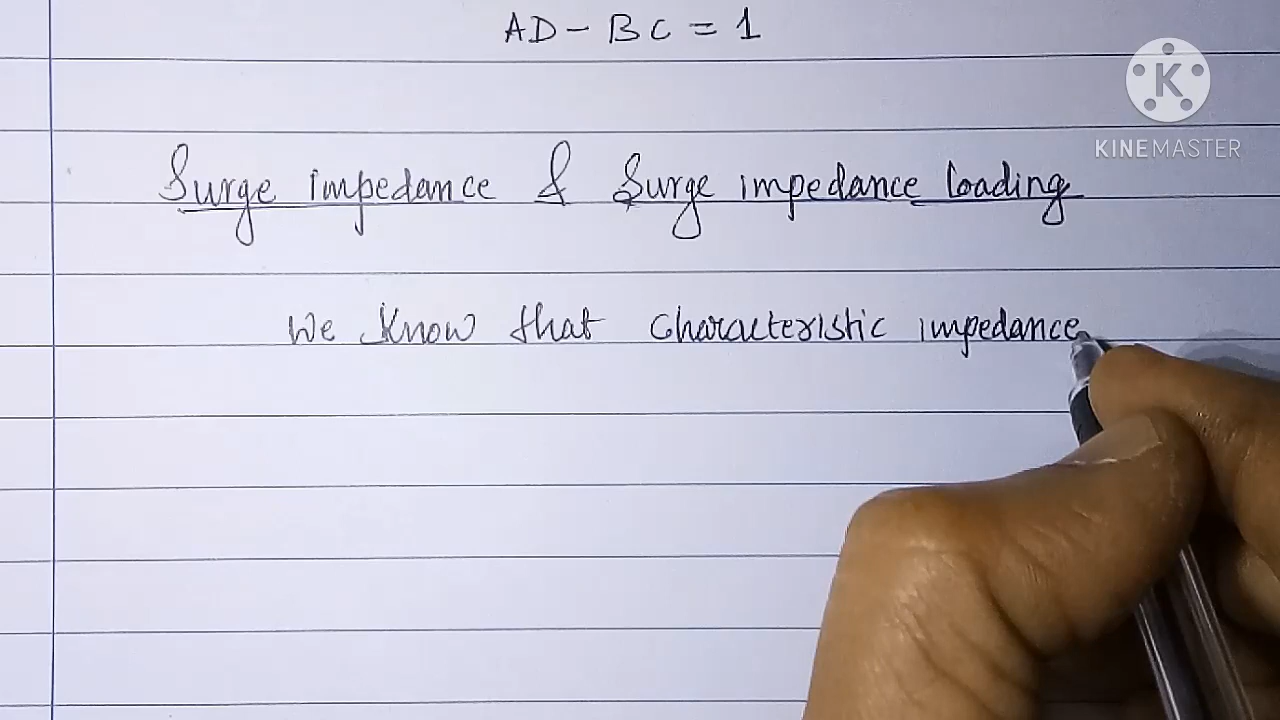 AD - BC = 1
K
KINEMASTER
Surge impedance & Surge impedance loading
We Know that characteristic impedance